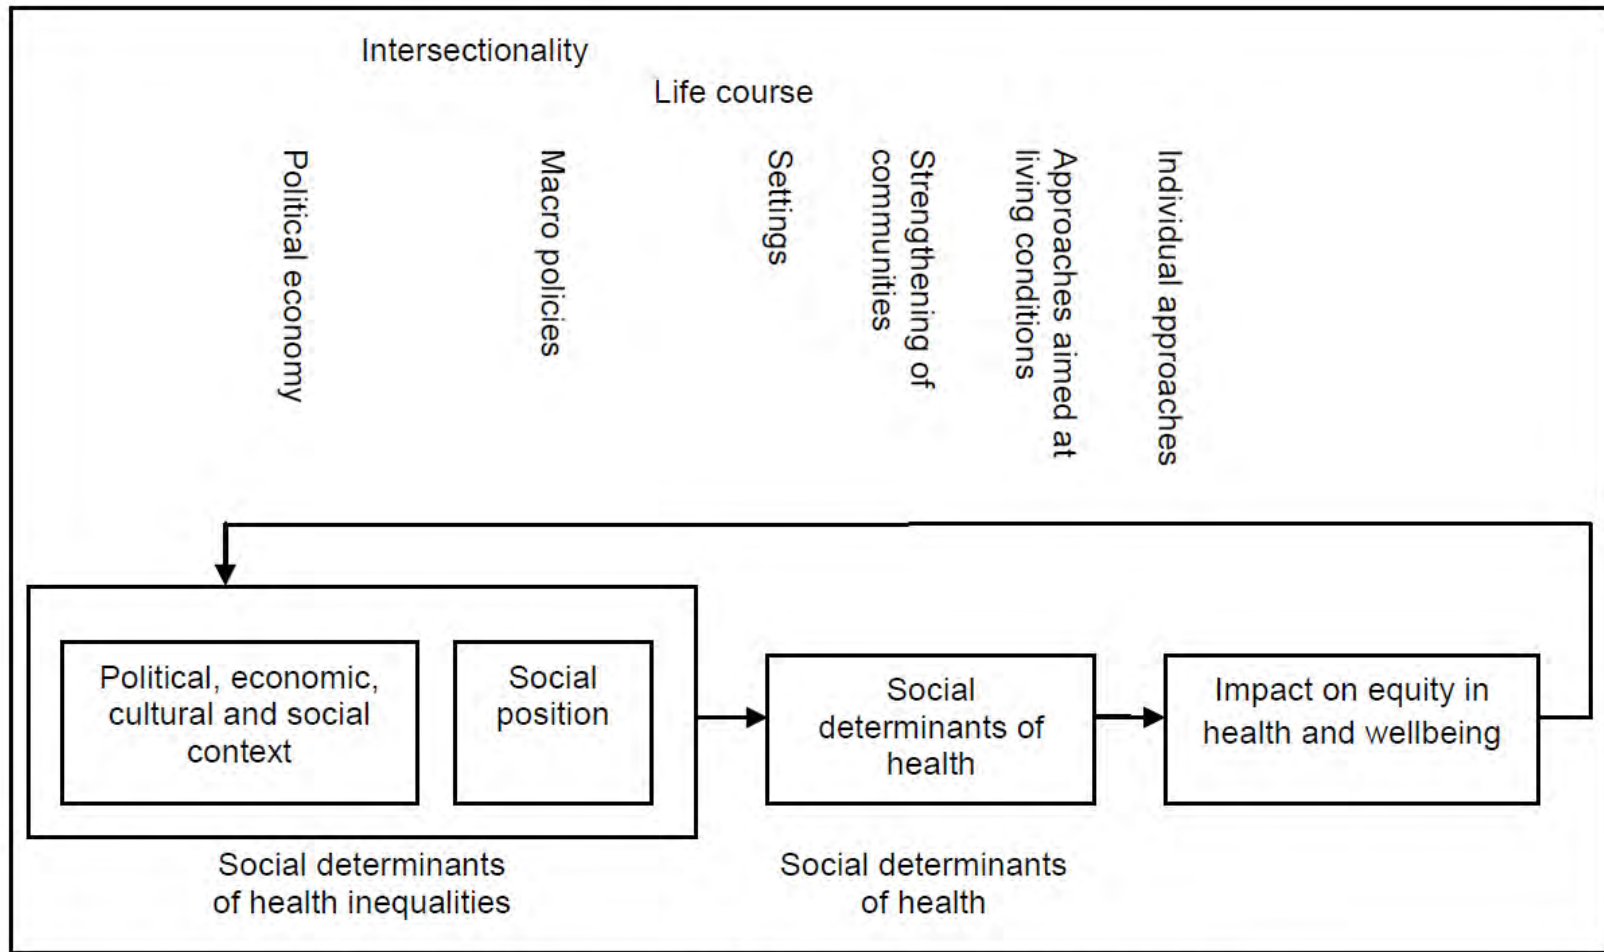 Intersectionality
Life course
Political economy
Macro policies
Settings
Strengthening of
communities
Approaches aimed at
living conditions
Individual approaches
Political, economic,
cultural and social
context
Social
position
Social
determinants of
health
Impact on equity in
health and wellbeing
Social determinants
of health inequalities
Social determinants
of health